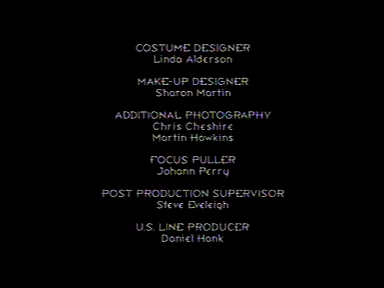 COSTUME DESIGNER
Linda Alderson
MAKE-UP DESIGNER
Sharon Martin
ADDITIONAL PHOTOGRAPHY
Chris Cheshire
Martin Hawkins
FOCUS PULLER
Johann Perry
POST PRODUCTION SUPERVISOR
Steve Eveleigh
U.S. LINE PRODUCER
Daniel Hank